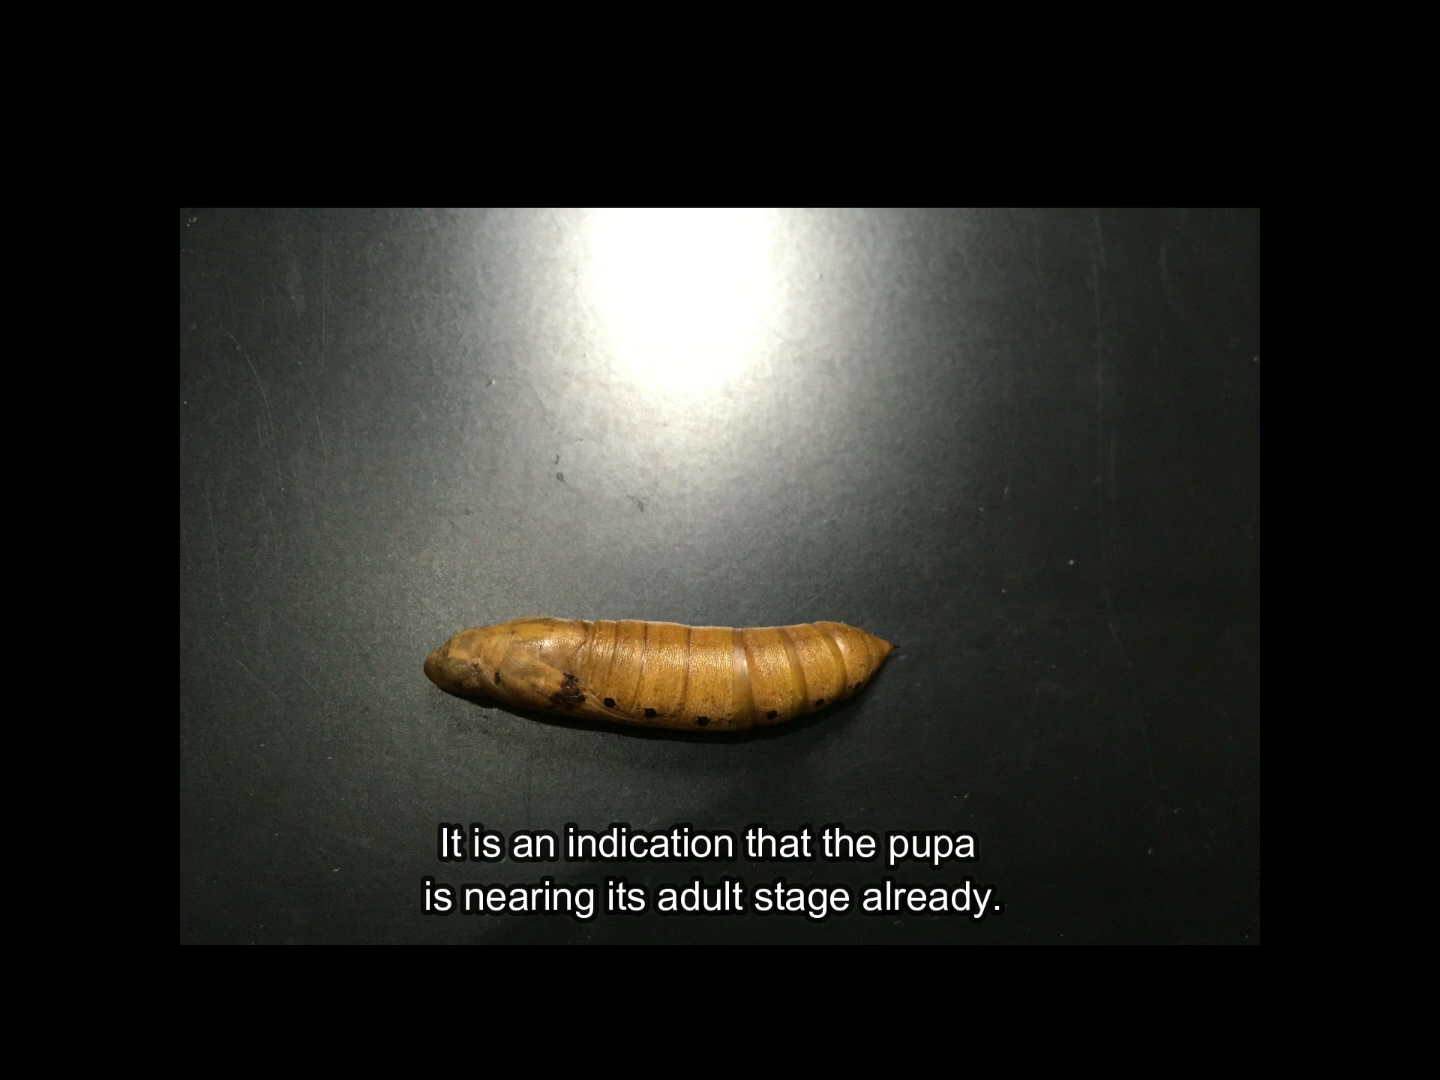 It is an indication that the pupa
is nearing its adult stage already.